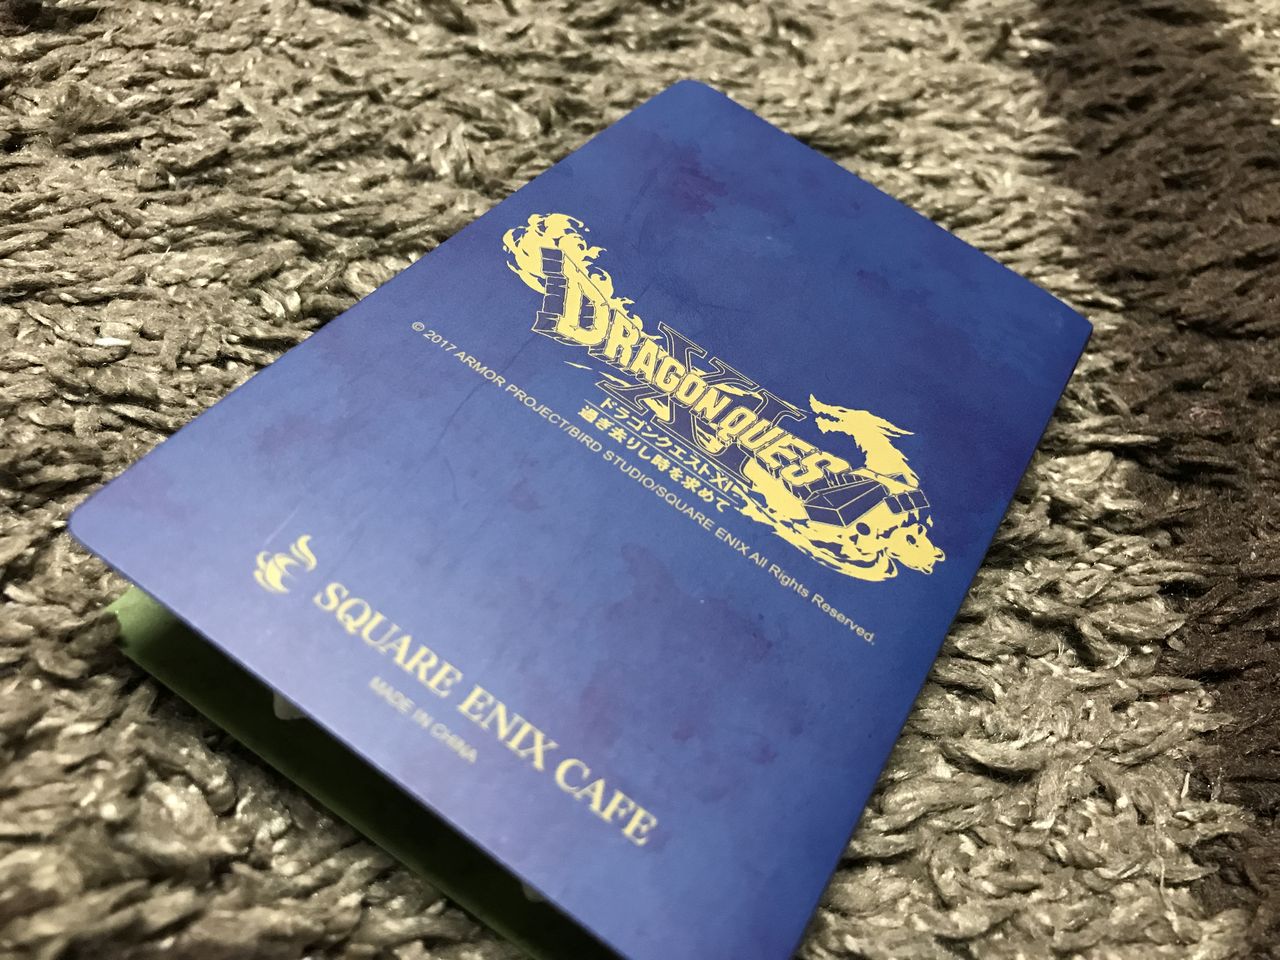 DRAGON QUEST XI
ドラゴンクエストXI
過ぎ去りし時を求めて
© 2017 ARMOR PROJECT/BIRD STUDIO/SQUARE ENIX All Rights Reserved.
SQUARE ENIX CAFE
MADE IN CHINA